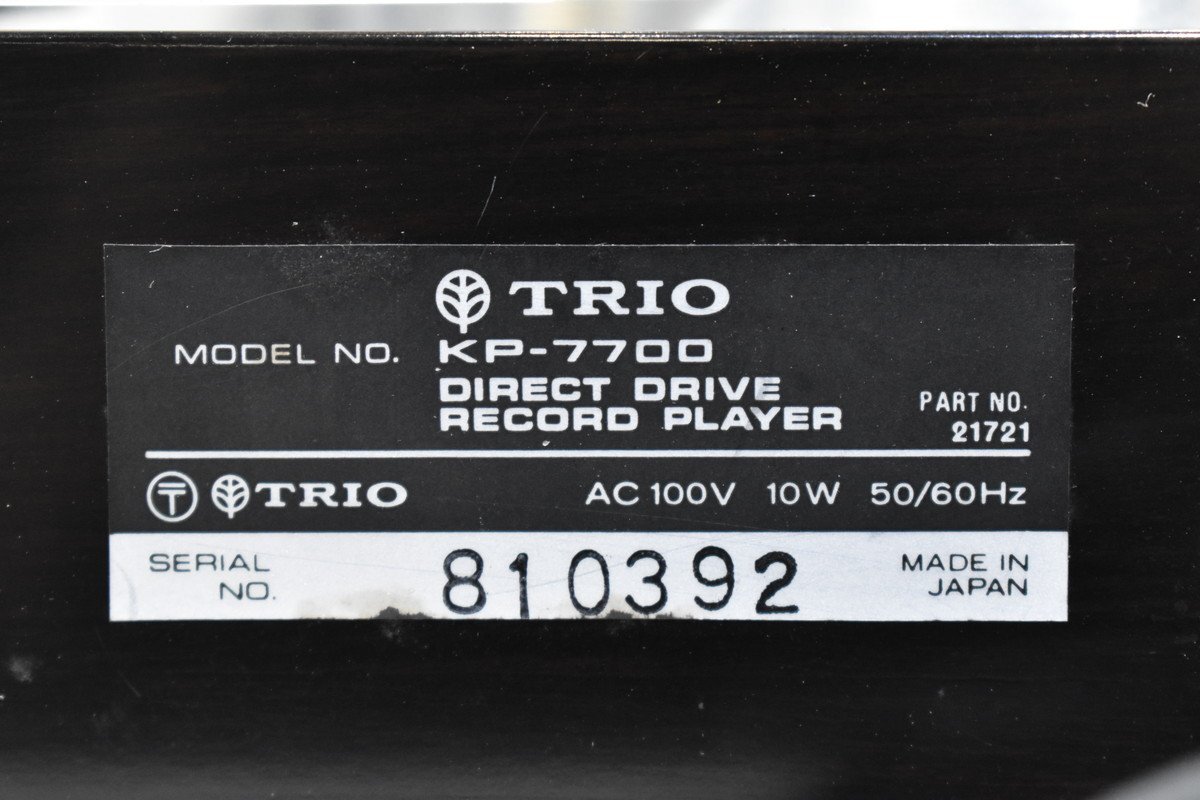 TRIO
MODEL NO. KP-7700
DIRECT DRIVE
RECORD PLAYER
PART NO.
21721
〒 TRIO AC 100V 10W 50/60Hz
SERIAL NO. 810392
MADE IN
JAPAN